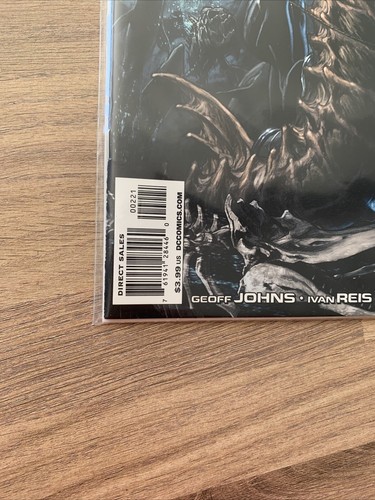 DIRECT SALES
00221
7 61941 28446 0
$3.99 US DCCOMICS.COM
GEOFF JOHNS · IVAN REIS